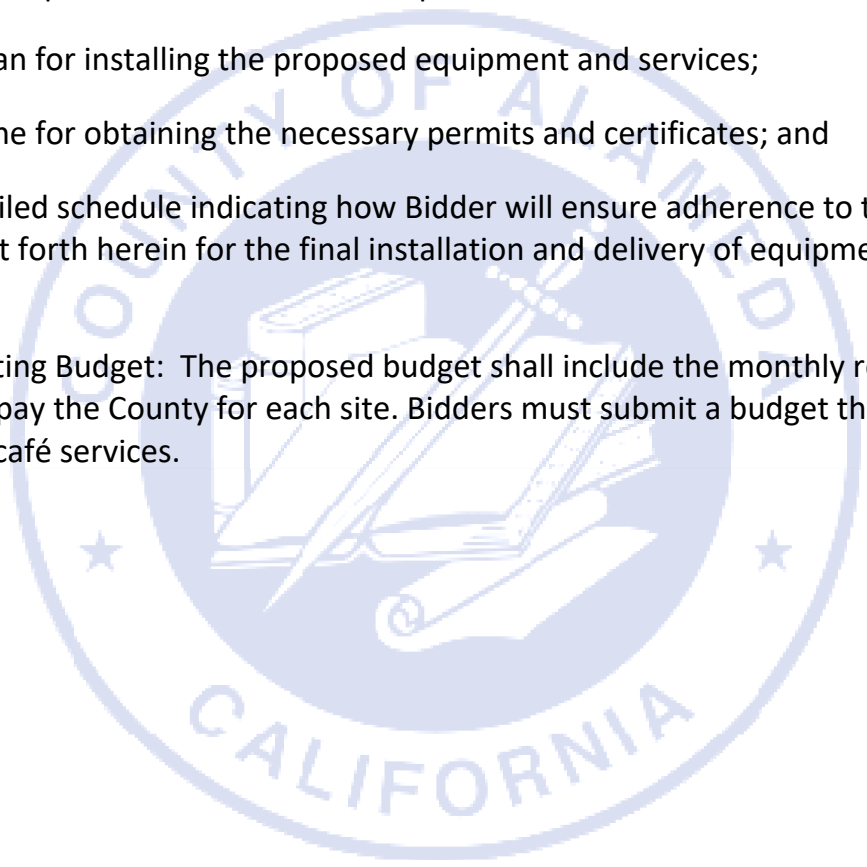 an for installing the proposed equipment and services;
ne for obtaining the necessary permits and certificates; and
iled schedule indicating how Bidder will ensure adherence to t
t forth herein for the final installation and delivery of equipme
ting Budget: The proposed budget shall include the monthly r
pay the County for each site. Bidders must submit a budget th
café services.
COUNTY OF ALAMEDA
CALIFORNIA